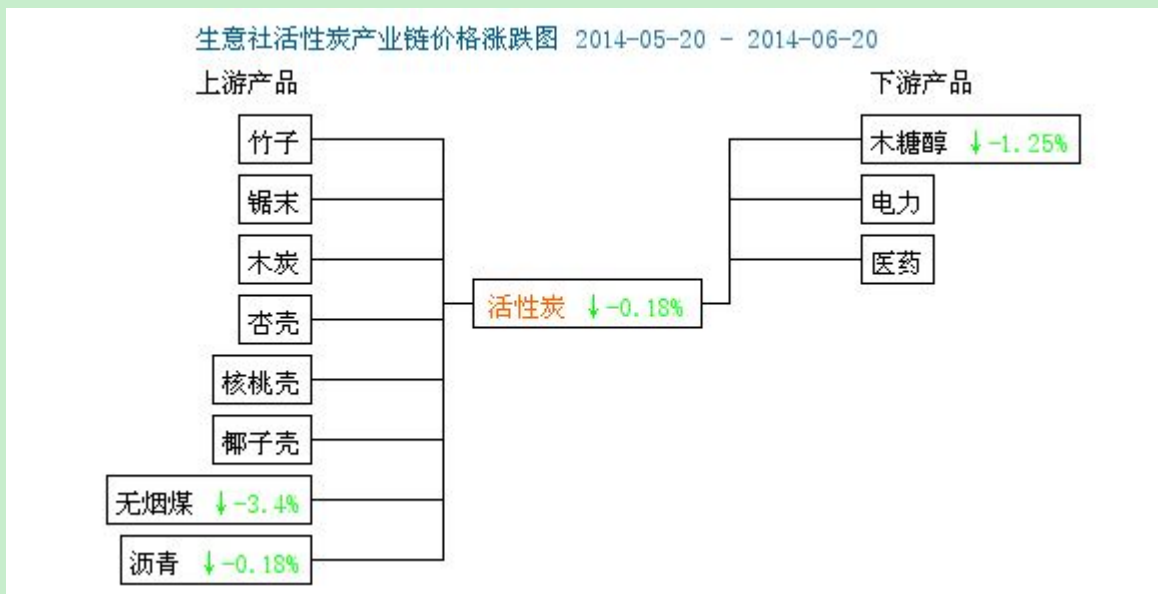 生意社活性炭产业链价格涨跌图 2014-05-20 - 2014-06-20
上游产品
下游产品
竹子
木糖醇 ↓-1.25%
锯末
电力
木炭
医药
活性炭 ↓-0.18%
杏壳
核桃壳
椰子壳
无烟煤 ↓-3.4%
沥青 ↓-0.18%